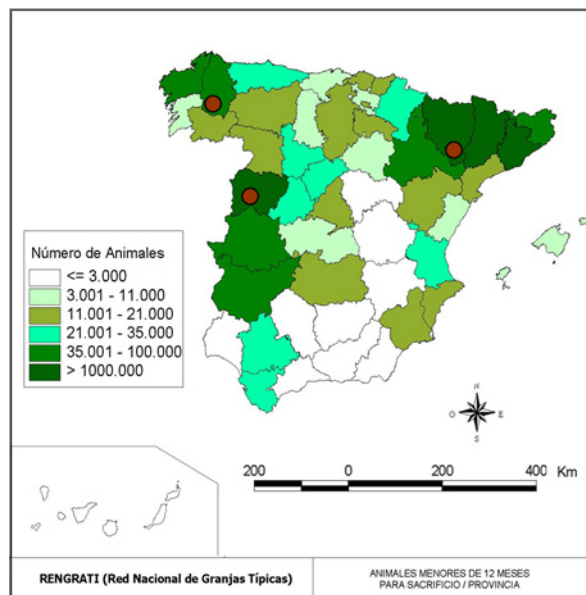 Número de Animales
<= 3.000
3.001 - 11.000
11.001 - 21.000
21.001 - 35.000
35.001 - 100.000
> 1000.000
N
O E
S
200 0 200 400 Km
RENGRATI (Red Nacional de Granjas Típicas)
ANIMALES MENORES DE 12 MESES
PARA SACRIFICIO / PROVINCIA